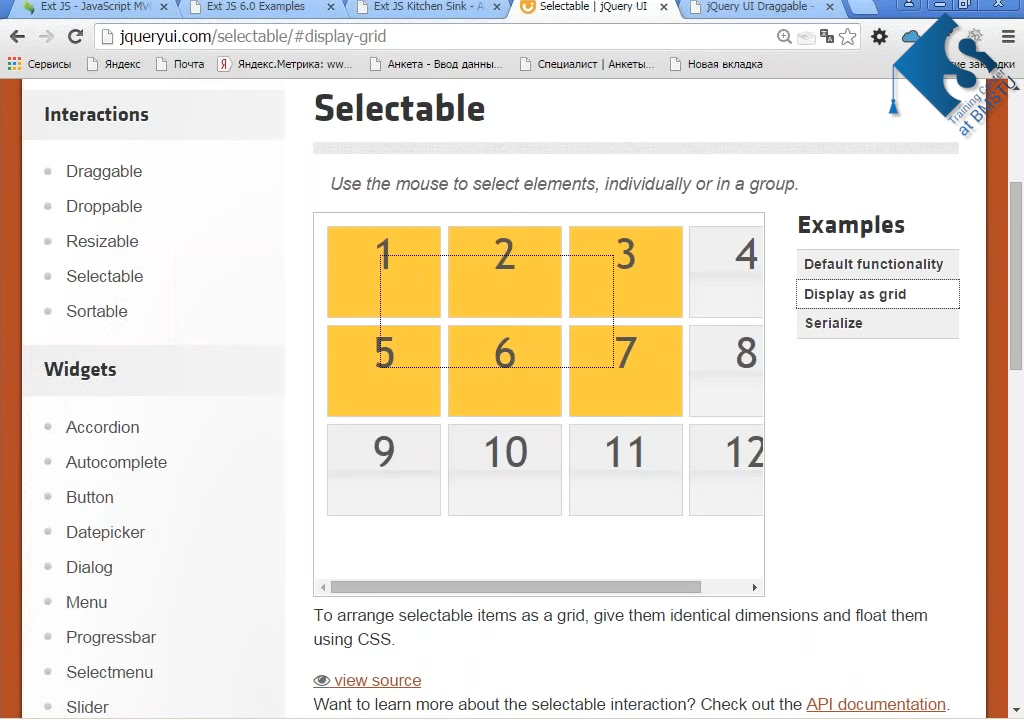 Ext JS - JavaScript MV
Ext JS 6.0 Examples
Ext JS Kitchen Sink - A
Selectable | jQuery UI
jQuery UI Draggable -
jqueryui.com/selectable/#display-grid
Сервисы
Яндекс
Почта
Яндекс.Метрика: ww...
Анкета - Ввод данны...
Специалист | Анкеты...
Новая вкладка
закладки
Training Center
at BMSTU
Interactions
Draggable
Droppable
Resizable
Selectable
Sortable
Widgets
Accordion
Autocomplete
Button
Datepicker
Dialog
Menu
Progressbar
Selectmenu
Slider
Selectable
Use the mouse to select elements, individually or in a group.
1 2 3 4
5 6 7 8
9 10 11 12
Examples
Default functionality
Display as grid
Serialize
To arrange selectable items as a grid, give them identical dimensions and float them
using CSS.
view source
Want to learn more about the selectable interaction? Check out the API documentation.